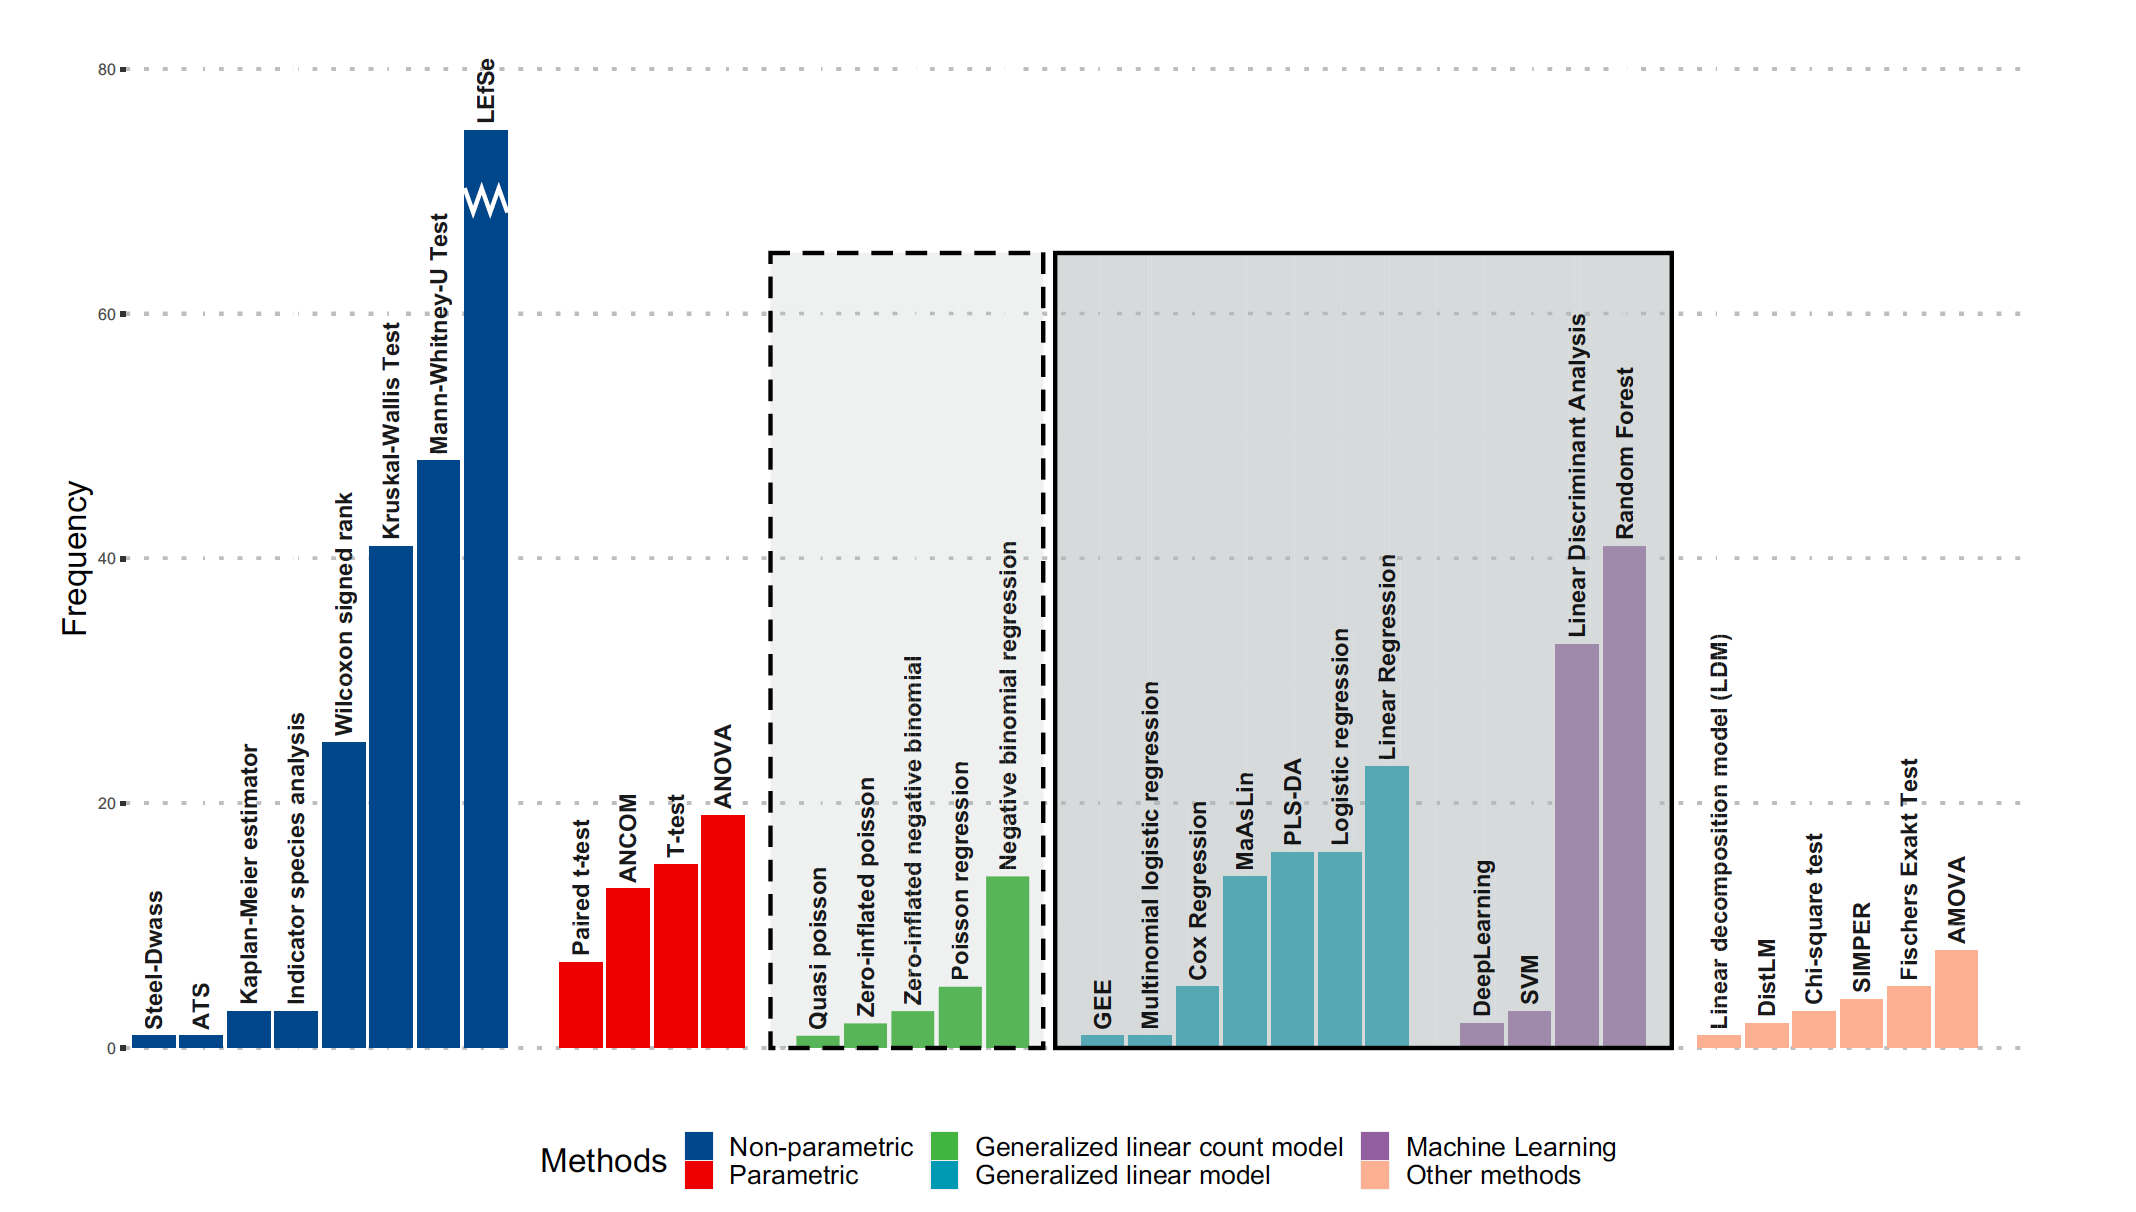 80
60
40
20
0
Frequency
Steel-Dwass
ATS
Kaplan-Meier estimator
Indicator species analysis
Wilcoxon signed rank
Kruskal-Wallis Test
Mann-Whitney-U Test
LEfSe
Paired t-test
ANCOM
T-test
ANOVA
Quasi poisson
Zero-inflated poisson
Zero-inflated negative binomial
Poisson regression
Negative binomial regression
GEE
Multinomial logistic regression
Cox Regression
MaAsLin
PLS-DA
Logistic regression
Linear Regression
DeepLearning
SVM
Linear Discriminant Analysis
Random Forest
Linear decomposition model (LDM)
DistLM
Chi-square test
SIMPER
Fischers Exakt Test
AMOVA
Methods
Non-parametric
Parametric
Generalized linear count model
Generalized linear model
Machine Learning
Other methods